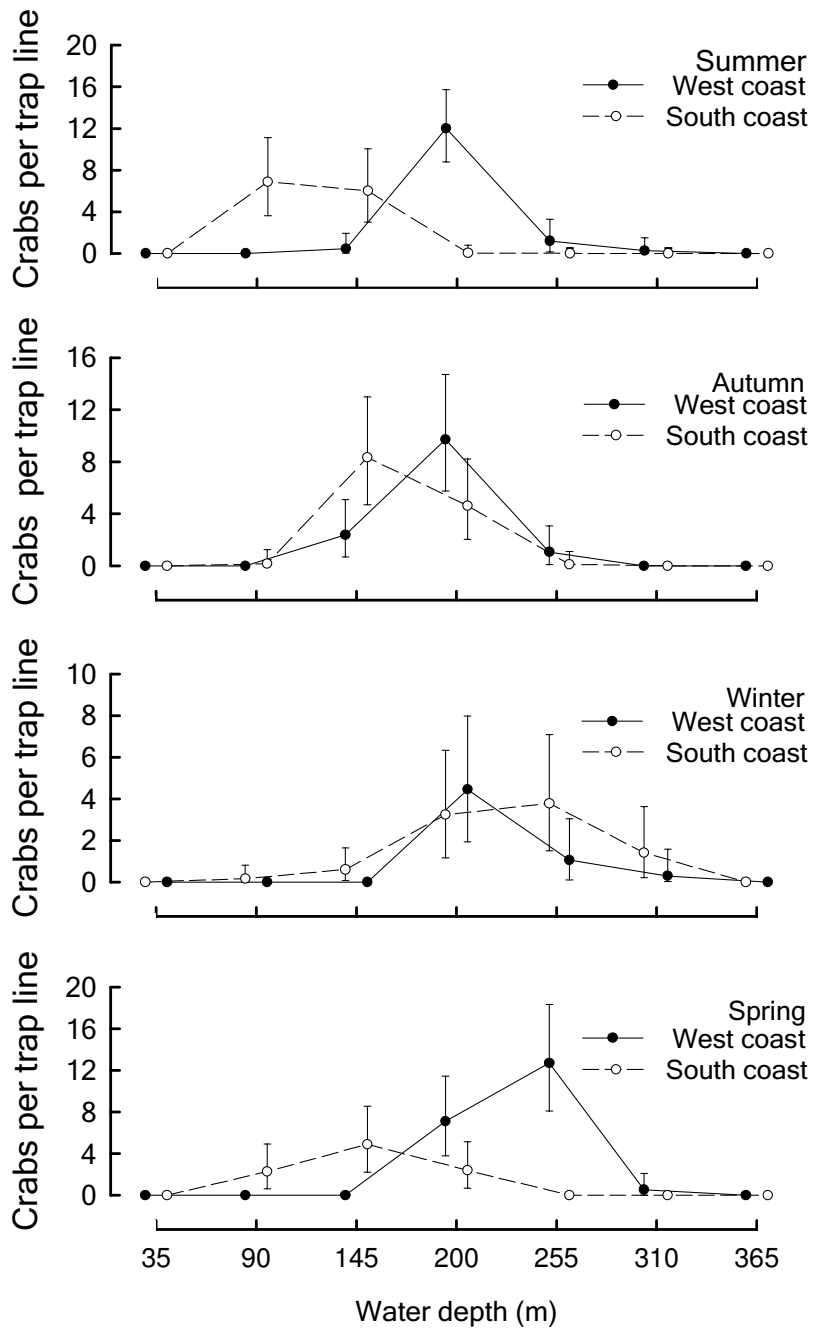 Crabs per trap line
20
16
12
8
4
0
Summer
West coast
South coast
Crabs per trap line
16
12
8
4
0
Autumn
West coast
South coast
Crabs per trap line
10
8
6
4
2
0
Winter
West coast
South coast
Crabs per trap line
20
16
12
8
4
0
Spring
West coast
South coast
35 90 145 200 255 310 365
Water depth (m)